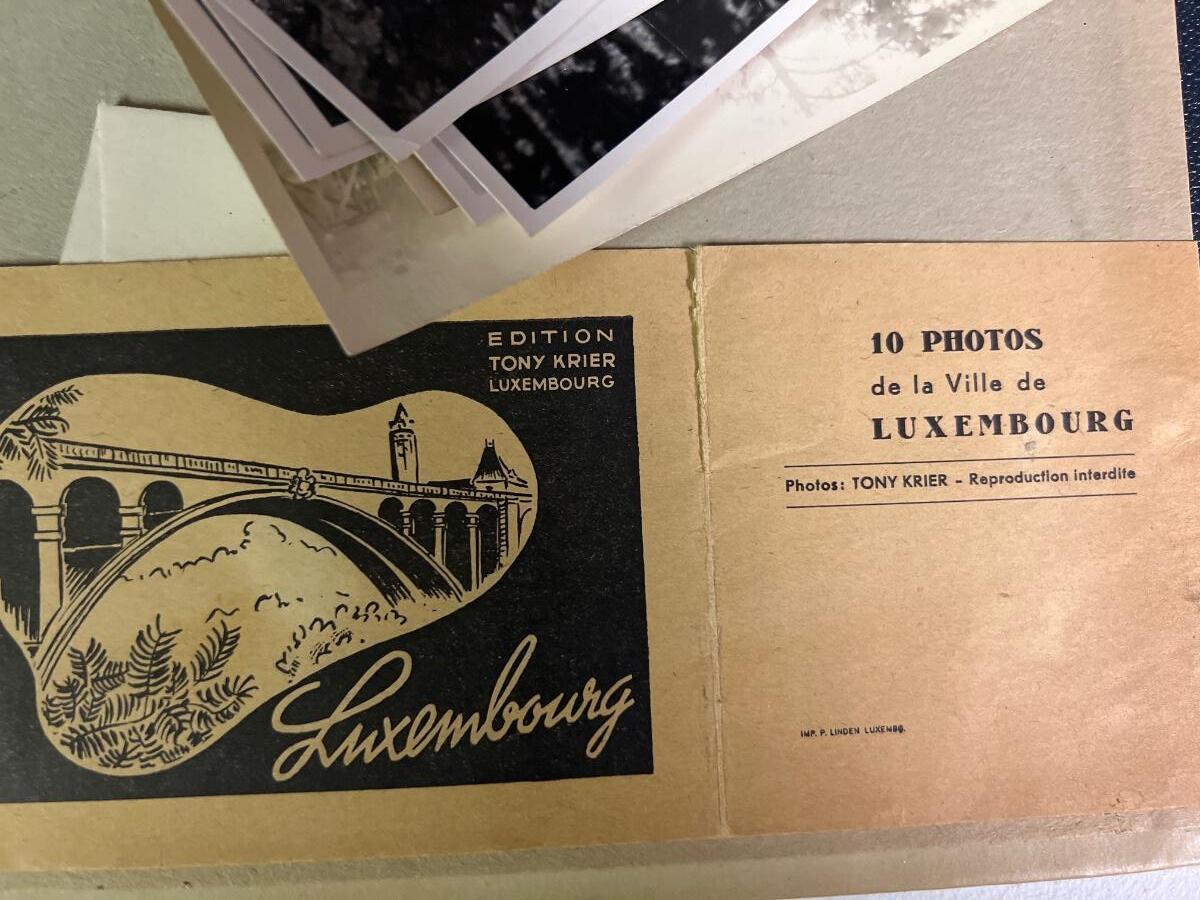 EDITION
TONY KRIER
LUXEMBOURG
Luxembourg
10 PHOTOS
de la Ville de
LUXEMBOURG
Photos: TONY KRIER - Reproduction interdite
IMP. P. LINDEN LUXEMBG.